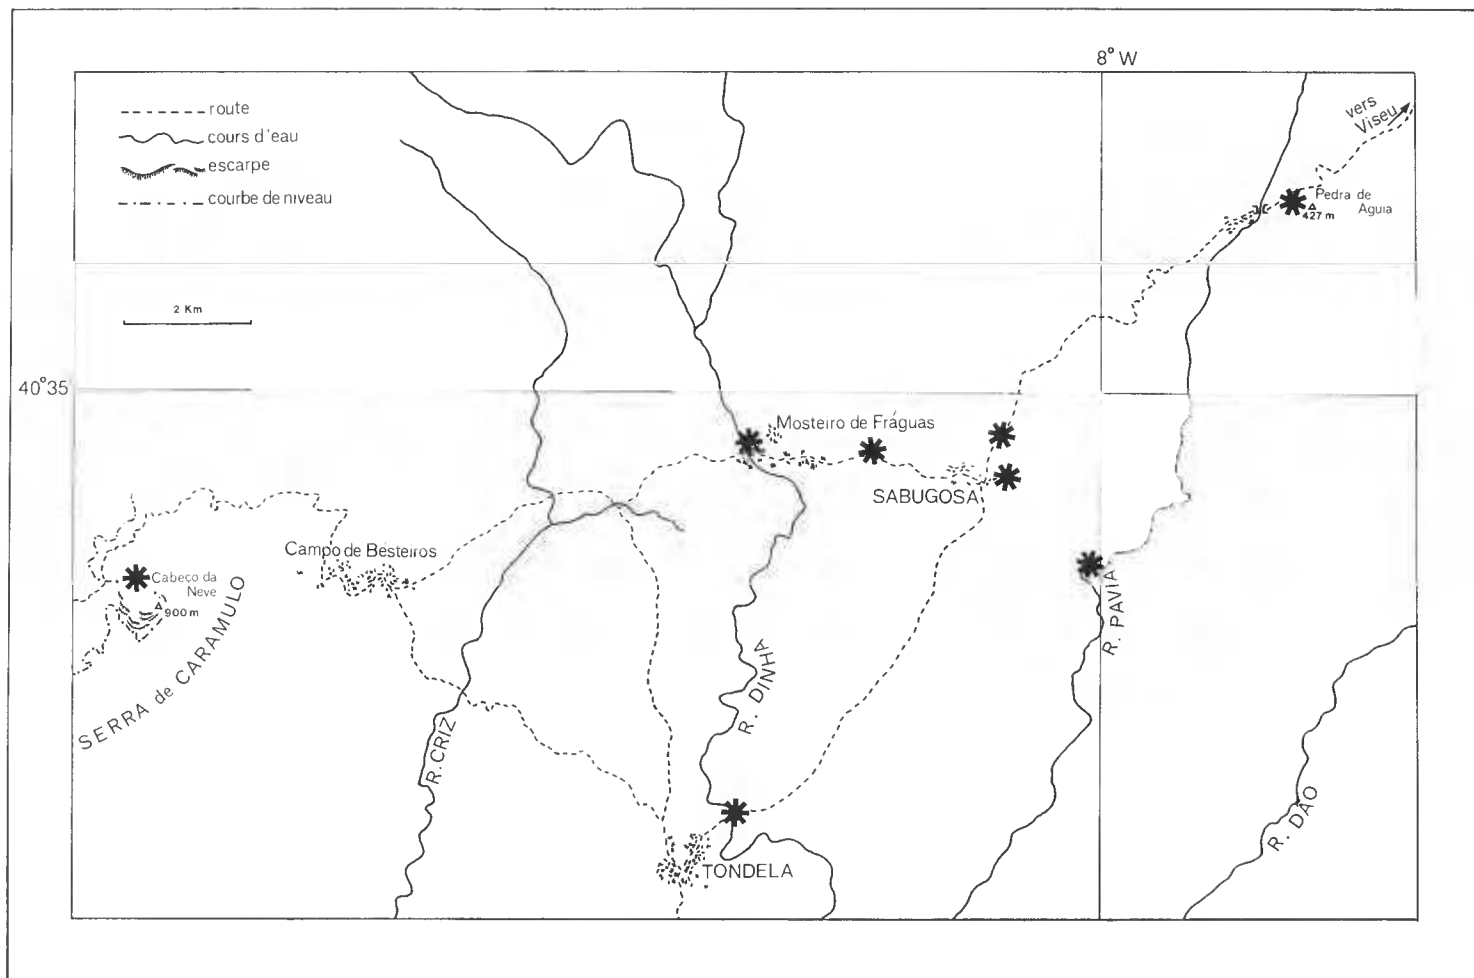 8° W
route
cours d'eau
escarpe
courbe de niveau
vers
Viseu
Pedra de
Aguia
427 m
2 Km
40°35
Mosteiro de Fráguas
SABUGOSA
Campo de Bésteiros
Cabeço da
Neve
900 m
SERRA de CARAMULO
R. CRIZ
R. DINHA
R. PAVIA
R. DÃO
TONDELA